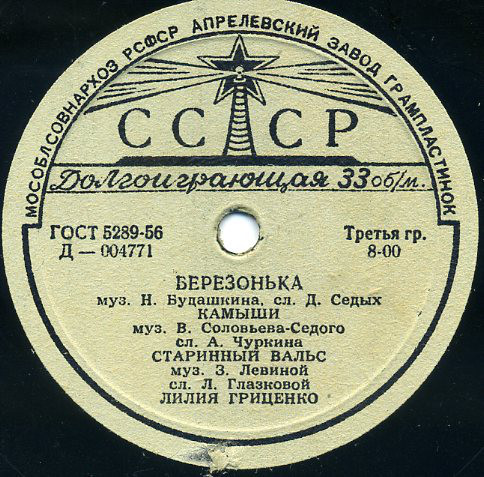 МОСОБЛСОВНАРХОЗ РСФСР АПРЕЛЕВСКИЙ ЗАВОД ГРАМПЛАСТИНОК
СССР
Долгоиграющая 33 об/м.
ГОСТ 5289-56
Д — 004771
Третья гр.
8-00
БЕРЕЗОНЬКА
муз. Н. Будашкина, сл. Д. Седых
КАМЫШИ
муз. В. Соловьева-Седого
сл. А. Чуркина
СТАРИННЫЙ ВАЛЬС
муз. З. Левиной
сл. Л. Глазковой
ЛИЛИЯ ГРИЦЕНКО